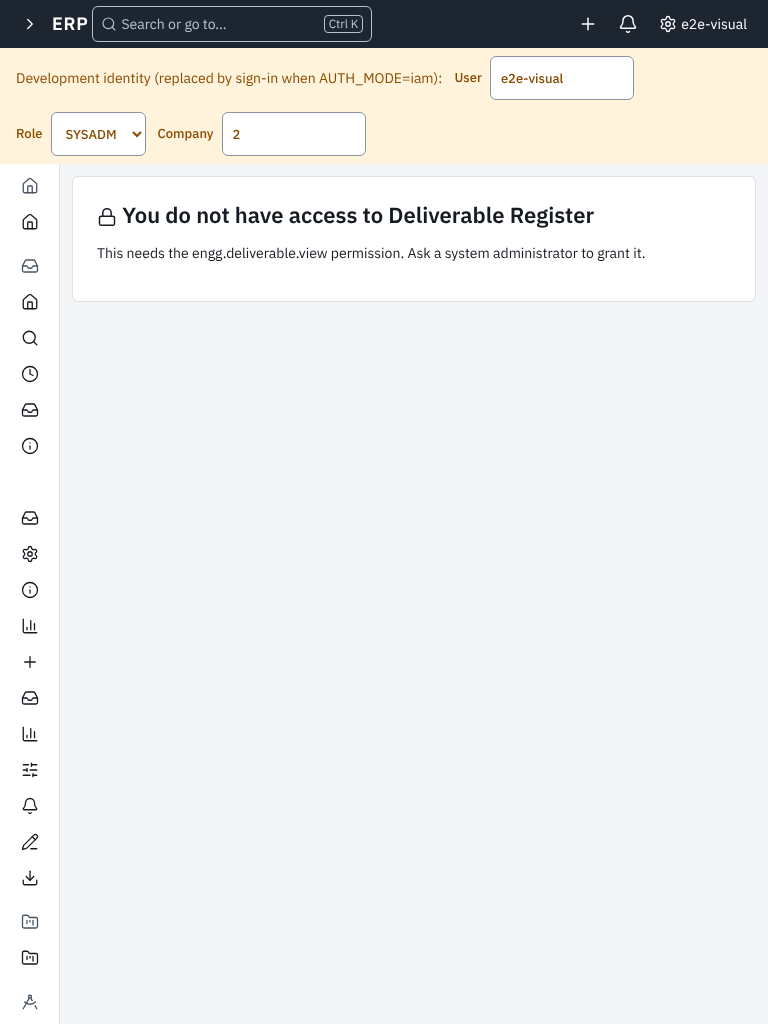 ERP Search or go to... Ctrl K e2e-visual
Development identity (replaced by sign-in when AUTH_MODE=iam): User e2e-visual
Role SYSADM Company 2
You do not have access to Deliverable Register
This needs the engg.deliverable.view permission. Ask a system administrator to grant it.